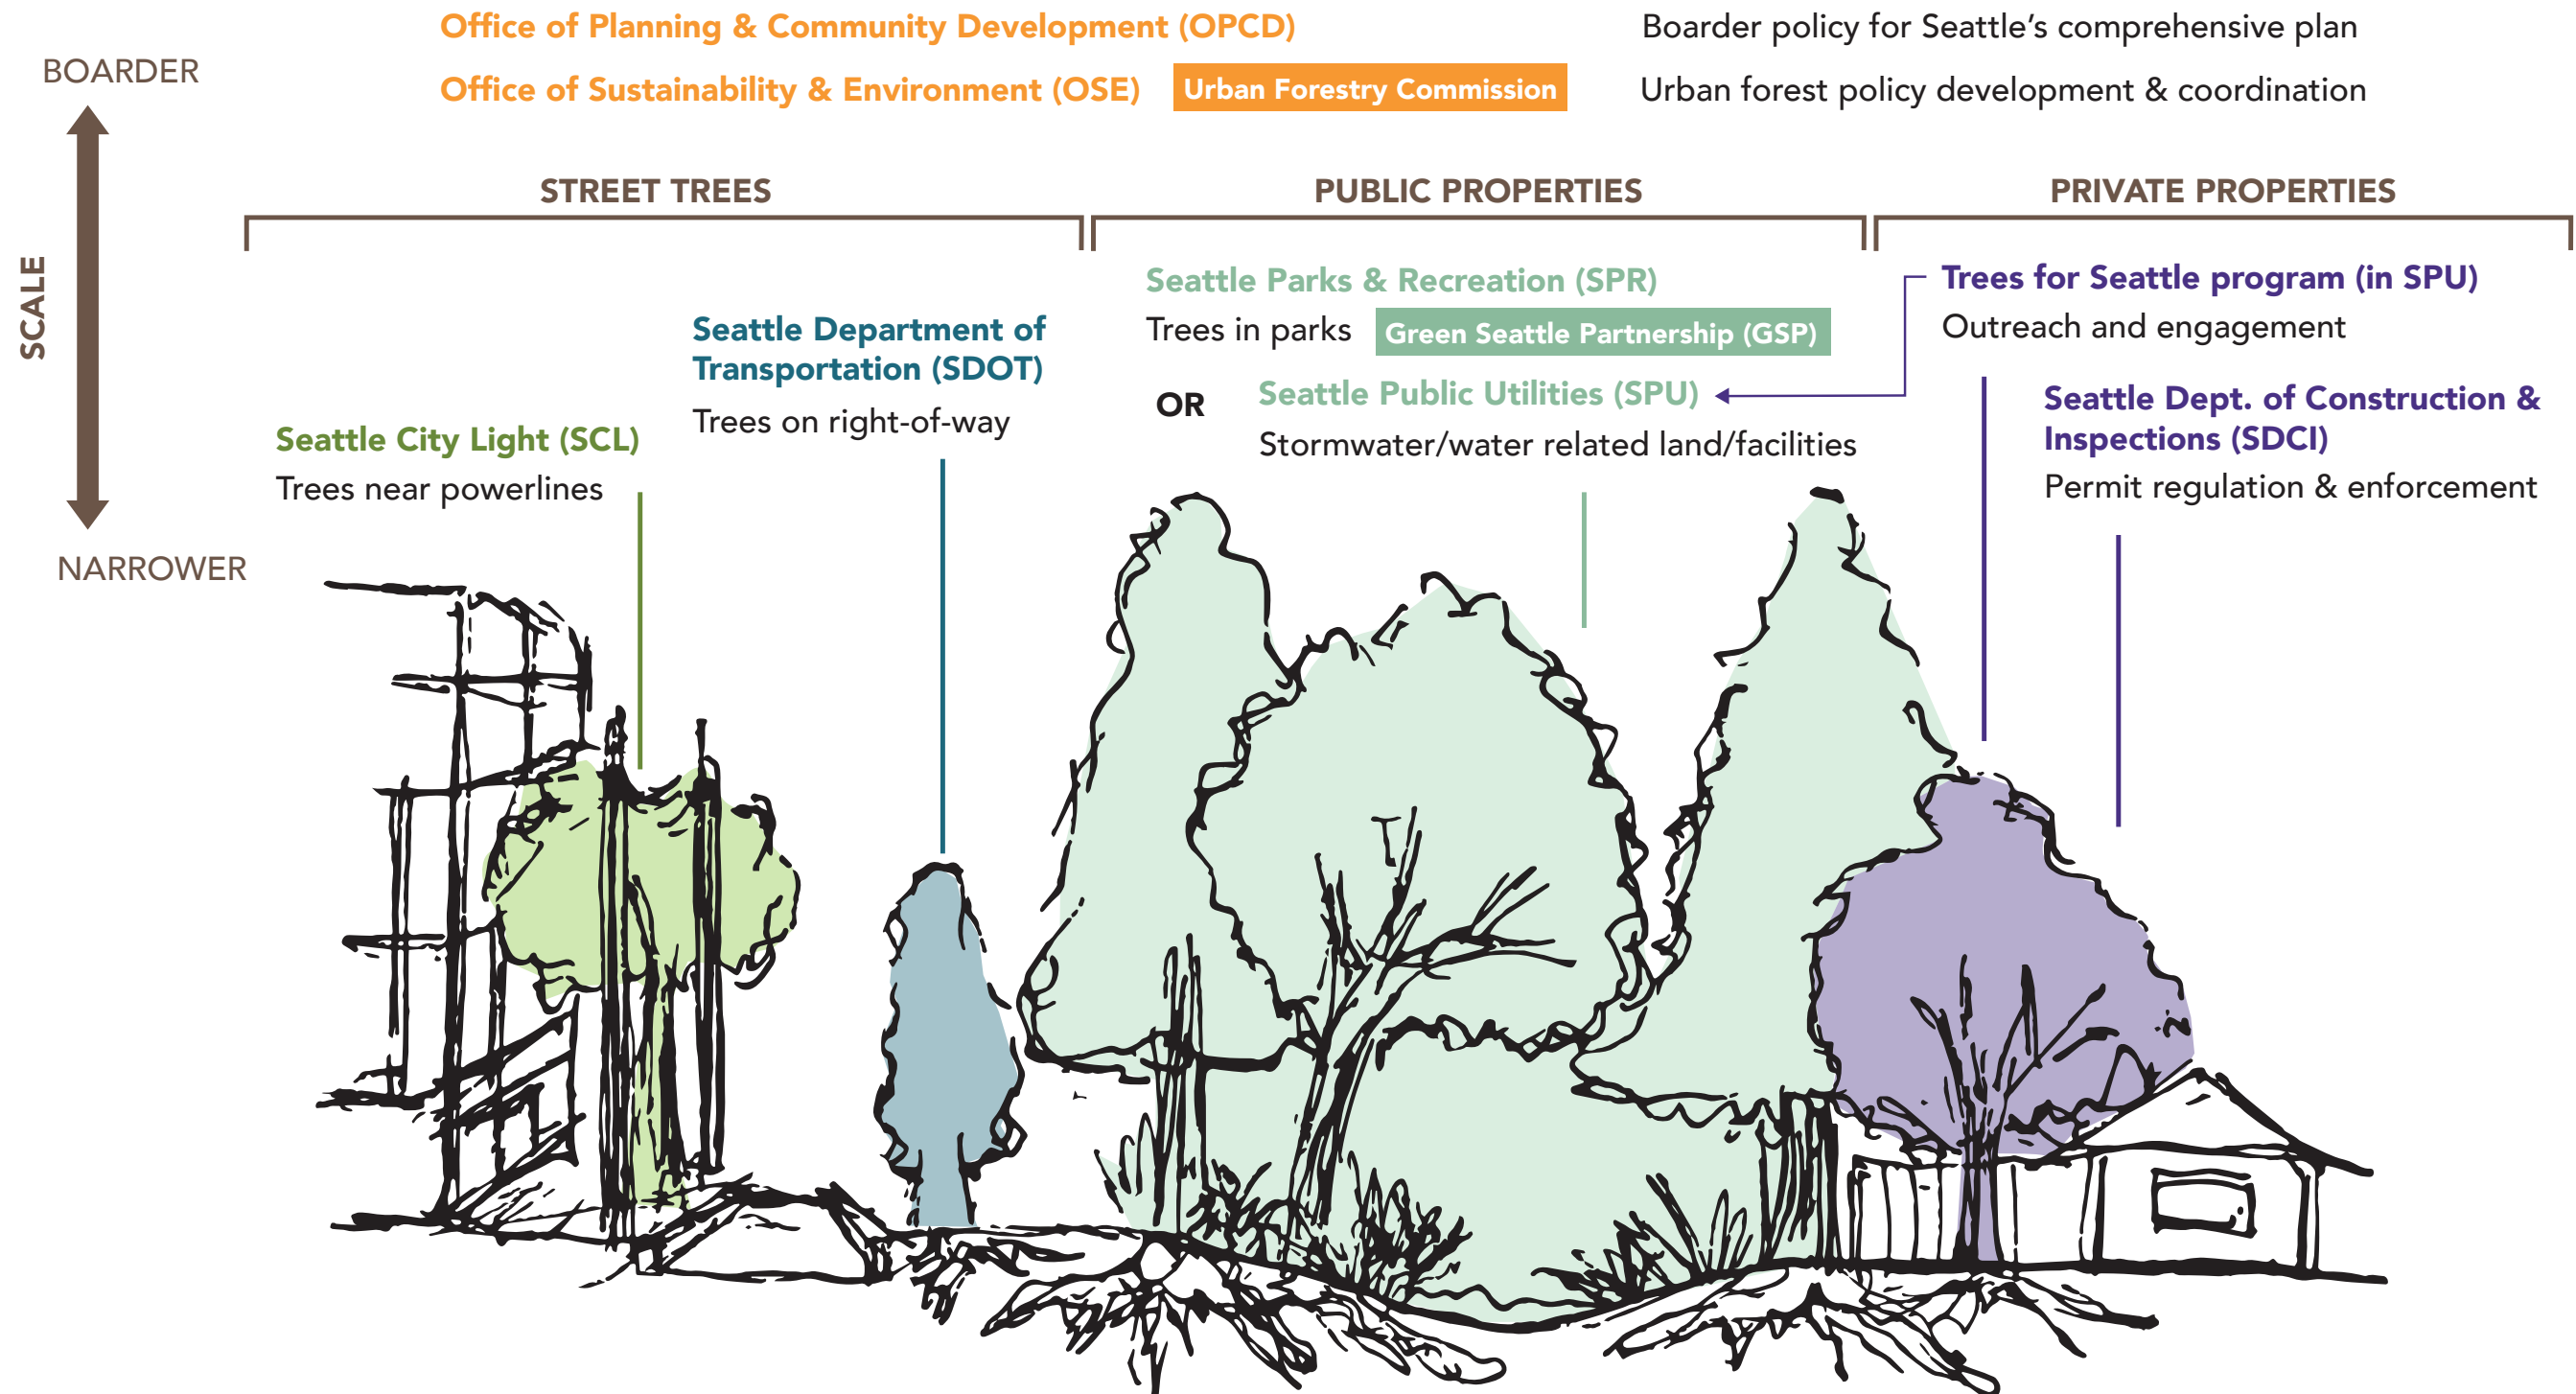 Office of Planning & Community Development (OPCD)
Boarder policy for Seattle’s comprehensive plan
BOARDER
Office of Sustainability & Environment (OSE)
Urban Forestry Commission
Urban forest policy development & coordination
SCALE
NARROWER
STREET TREES
PUBLIC PROPERTIES
PRIVATE PROPERTIES
Seattle City Light (SCL)
Trees near powerlines
Seattle Department of
Transportation (SDOT)
Trees on right-of-way
Seattle Parks & Recreation (SPR)
Trees in parks
Green Seattle Partnership (GSP)
OR
Seattle Public Utilities (SPU)
Stormwater/water related land/facilities
Trees for Seattle program (in SPU)
Outreach and engagement
Seattle Dept. of Construction &
Inspections (SDCI)
Permit regulation & enforcement